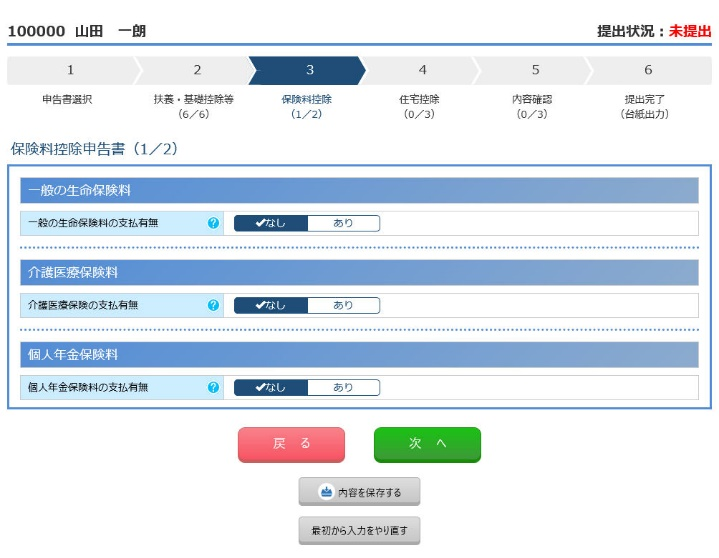 100000 山田　一朗
提出状況：未提出
1 2 3 4 5 6
申告書選択 扶養・基礎控除等 保険料控除 住宅控除 内容確認 提出完了
（6／6） （1／2） （0／3） （0／3） （台紙出力）
保険料控除申告書（1／2）
一般の生命保険料
一般の生命保険料の支払有無 ? ✔なし あり
介護医療保険料
介護医療保険の支払有無 ? ✔なし あり
個人年金保険料
個人年金保険料の支払有無 ? ✔なし あり
戻　る 次　へ
内容を保存する
最初から入力をやり直す